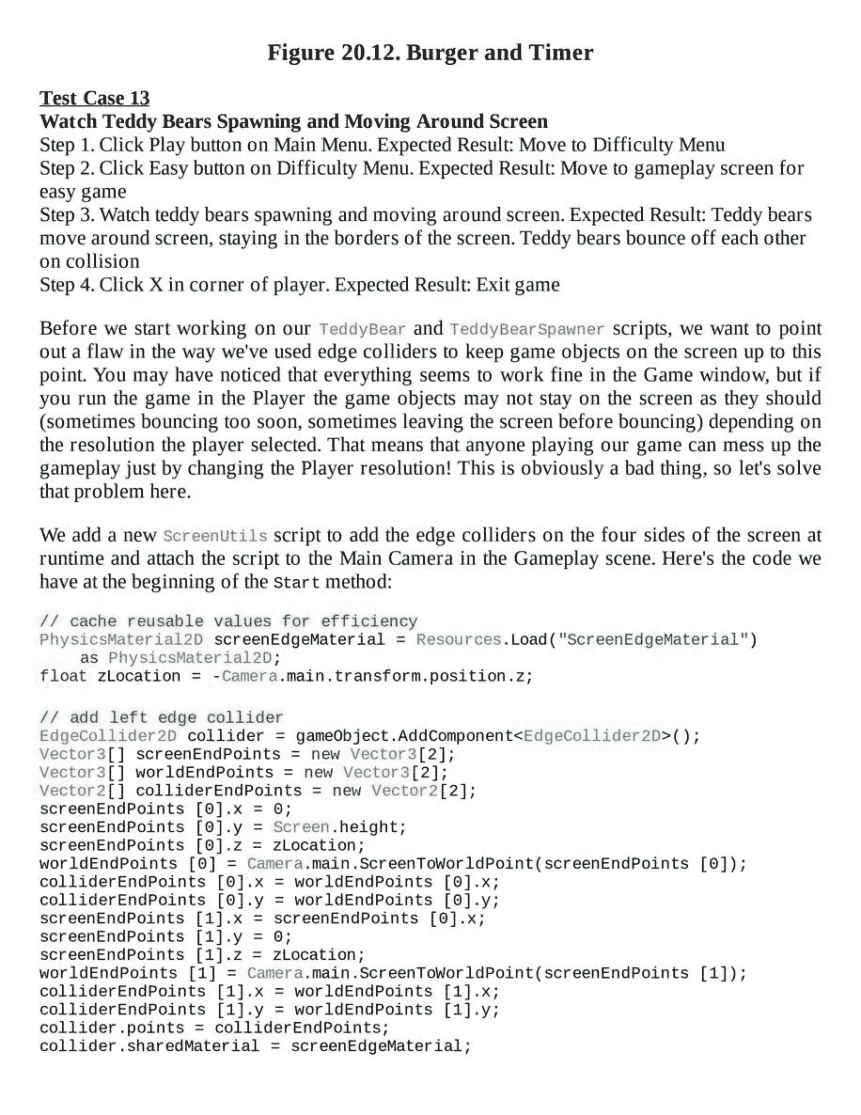 Figure 20.12. Burger and Timer
Test Case 13
Watch Teddy Bears Spawning and Moving Around Screen
Step 1. Click Play button on Main Menu. Expected Result: Move to Difficulty Menu
Step 2. Click Easy button on Difficulty Menu. Expected Result: Move to gameplay screen for
easy game
Step 3. Watch teddy bears spawning and moving around screen. Expected Result: Teddy bears
move around screen, staying in the borders of the screen. Teddy bears bounce off each other
on collision
Step 4. Click X in corner of player. Expected Result: Exit game
Before we start working on our TeddyBear and TeddyBearSpawner scripts, we want to point
out a flaw in the way we've used edge colliders to keep game objects on the screen up to this
point. You may have noticed that everything seems to work fine in the Game window, but if
you run the game in the Player the game objects may not stay on the screen as they should
(sometimes bouncing too soon, sometimes leaving the screen before bouncing) depending on
the resolution the player selected. That means that anyone playing our game can mess up the
gameplay just by changing the Player resolution! This is obviously a bad thing, so let's solve
that problem here.
We add a new ScreenUtils script to add the edge colliders on the four sides of the screen at
runtime and attach the script to the Main Camera in the Gameplay scene. Here's the code we
have at the beginning of the Start method:
// cache reusable values for efficiency
PhysicsMaterial2D screenEdgeMaterial = Resources.Load("ScreenEdgeMaterial")
    as PhysicsMaterial2D;
float zLocation = -Camera.main.transform.position.z;
// add left edge collider
EdgeCollider2D collider = gameObject.AddComponent<EdgeCollider2D>();
Vector3[] screenEndPoints = new Vector3[2];
Vector3[] worldEndPoints = new Vector3[2];
Vector2[] colliderEndPoints = new Vector2[2];
screenEndPoints [0].x = 0;
screenEndPoints [0].y = Screen.height;
screenEndPoints [0].z = zLocation;
worldEndPoints [0] = Camera.main.ScreenToWorldPoint(screenEndPoints [0]);
colliderEndPoints [0].x = worldEndPoints [0].x;
colliderEndPoints [0].y = worldEndPoints [0].y;
screenEndPoints [1].x = screenEndPoints [0].x;
screenEndPoints [1].y = 0;
screenEndPoints [1].z = zLocation;
worldEndPoints [1] = Camera.main.ScreenToWorldPoint(screenEndPoints [1]);
colliderEndPoints [1].x = worldEndPoints [1].x;
colliderEndPoints [1].y = worldEndPoints [1].y;
collider.points = colliderEndPoints;
collider.sharedMaterial = screenEdgeMaterial;